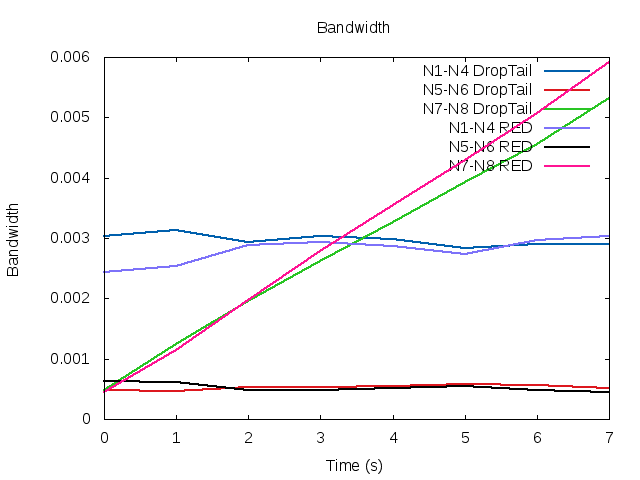 Bandwidth
0.006
0.005
0.004
0.003
0.002
0.001
0
Bandwidth
N1-N4 DropTail
N5-N6 DropTail
N7-N8 DropTail
N1-N4 RED
N5-N6 RED
N7-N8 RED
0 1 2 3 4 5 6 7
Time (s)